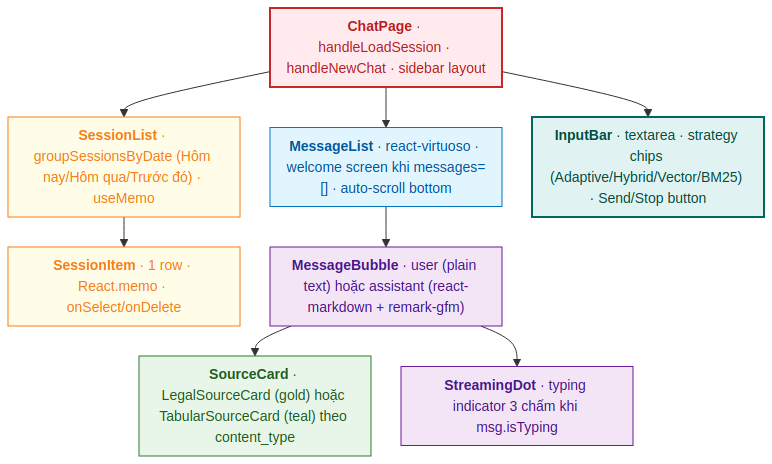 ChatPage ·
handleLoadSession ·
handleNewChat · sidebar layout
SessionList ·
groupSessionsByDate (Hôm
nay/Hôm qua/Trước đó) ·
useMemo
MessageList · react-virtuoso ·
welcome screen khi messages=
[] · auto-scroll bottom
InputBar · textarea · strategy
chips
(Adaptive/Hybrid/Vector/BM25)
· Send/Stop button
SessionItem · 1 row ·
React.memo ·
onSelect/onDelete
MessageBubble · user (plain
text) hoặc assistant (react-
markdown + remark-gfm)
SourceCard ·
LegalSourceCard (gold) hoặc
TabularSourceCard (teal) theo
content_type
StreamingDot · typing
indicator 3 chấm khi
msg.isTyping